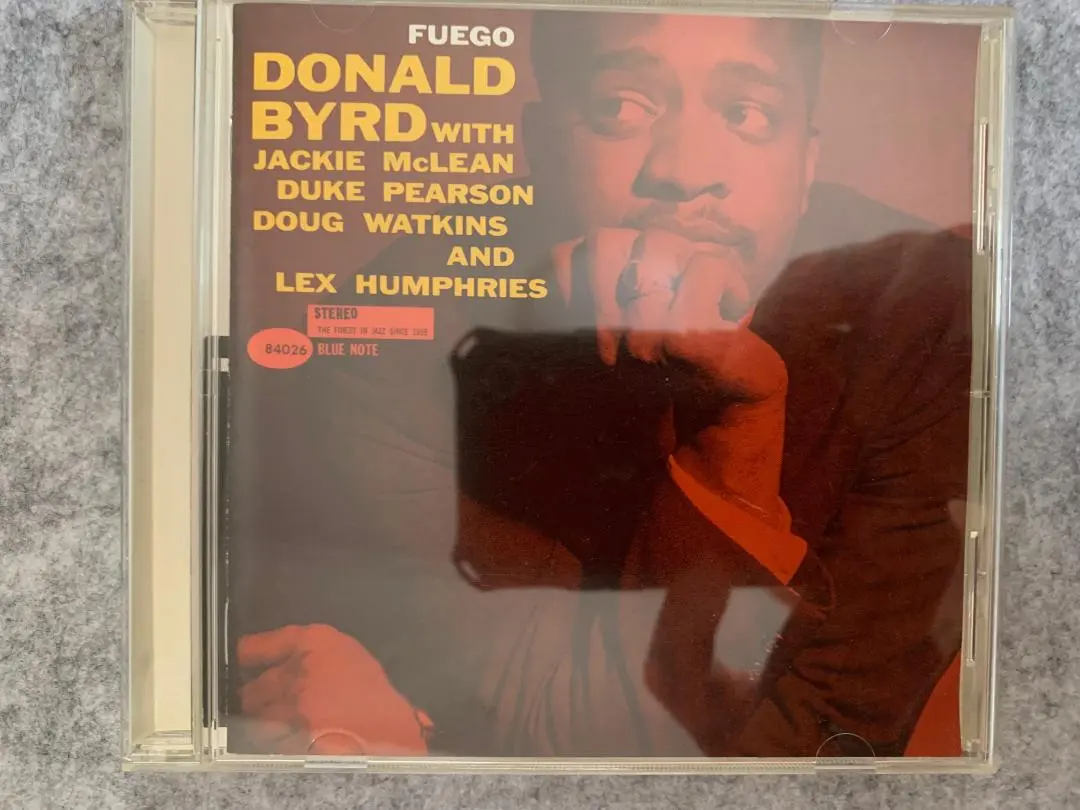 FUEGO
DONALD
BYRD WITH
JACKIE McLEAN
DUKE PEARSON
DOUG WATKINS
AND
LEX HUMPHRIES
STEREO
THE FINEST IN JAZZ SINCE 1939
84026 BLUE NOTE